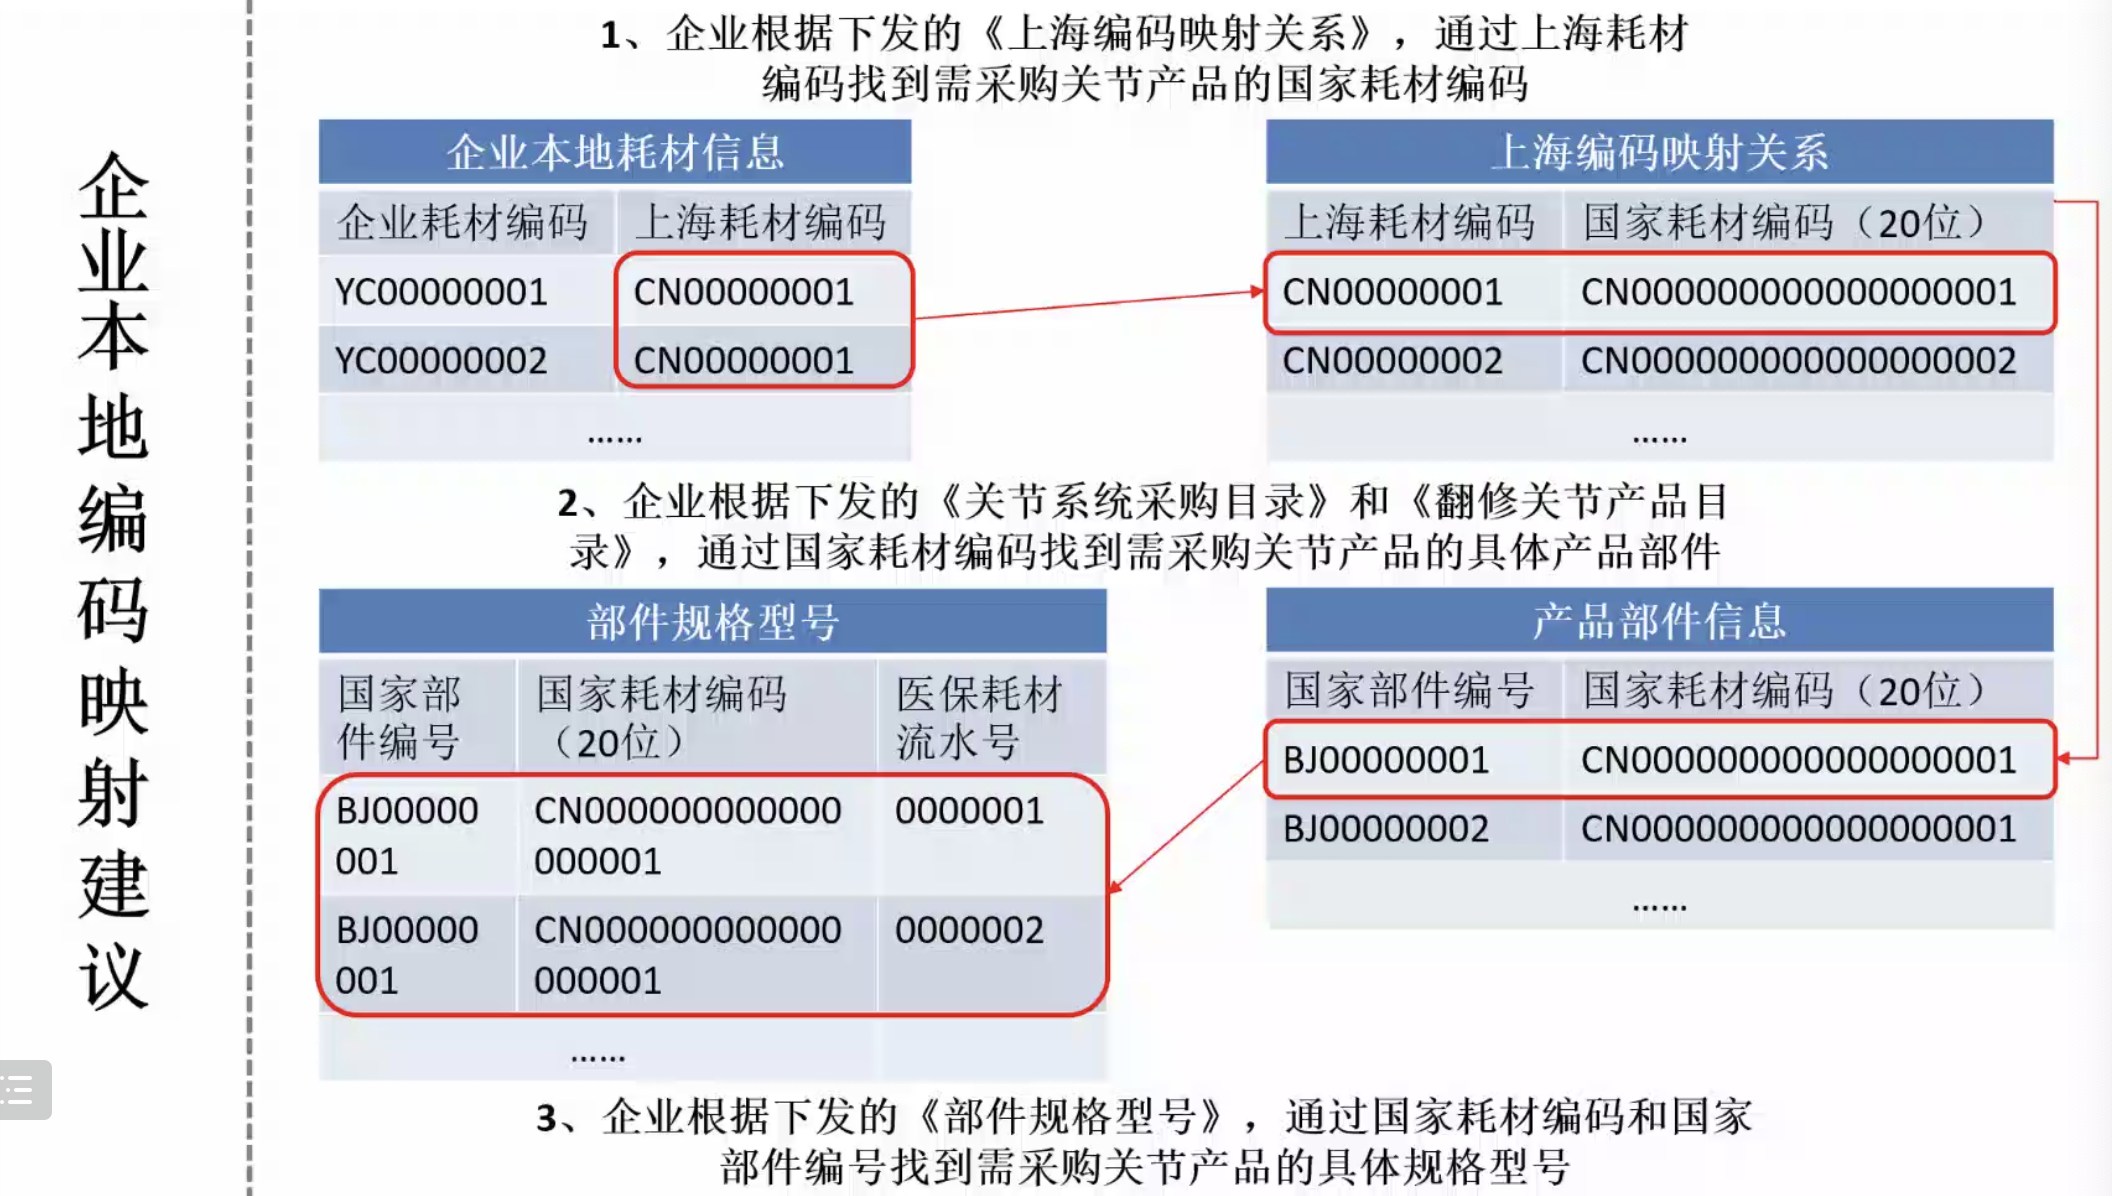 企业本地编码映射建议
1、企业根据下发的《上海编码映射关系》，通过上海耗材
编码找到需采购关节产品的国家耗材编码
企业本地耗材信息
企业耗材编码 上海耗材编码
YC00000001 CN00000001
YC00000002 CN00000001
......
上海编码映射关系
上海耗材编码 国家耗材编码（20位）
CN00000001 CN000000000000000001
CN00000002 CN000000000000000002
......
2、企业根据下发的《关节系统采购目录》和《翻修关节产品目
录》，通过国家耗材编码找到需采购关节产品的具体产品部件
部件规格型号
国家部 国家耗材编码 医保耗材
件编号 （20位） 流水号
BJ00000 CN000000000000 0000001
001 000001
BJ00000 CN000000000000 0000002
001 000001
......
产品部件信息
国家部件编号 国家耗材编码（20位）
BJ00000001 CN000000000000000001
BJ00000002 CN000000000000000001
......
3、企业根据下发的《部件规格型号》，通过国家耗材编码和国家
部件编号找到需采购关节产品的具体规格型号